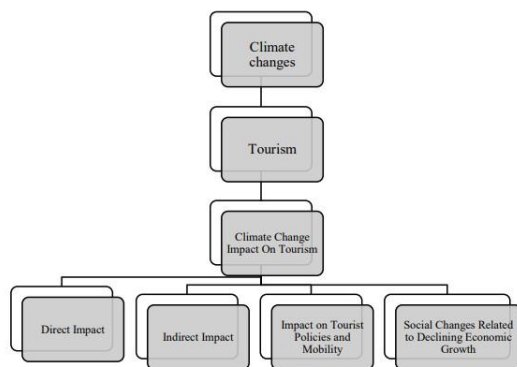 Climate
changes
Tourism
Climate Change
Impact On Tourism
Direct Impact
Indirect Impact
Impact on Tourist
Policies and
Mobility
Social Changes Related
to Declining Economic
Growth